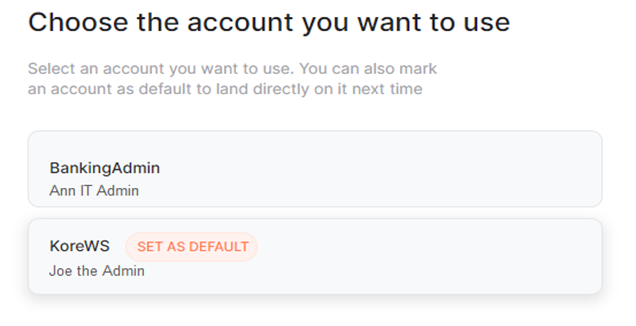 Choose the account you want to use
Select an account you want to use. You can also mark
an account as default to land directly on it next time
BankingAdmin
Ann IT Admin
KoreWS SET AS DEFAULT
Joe the Admin